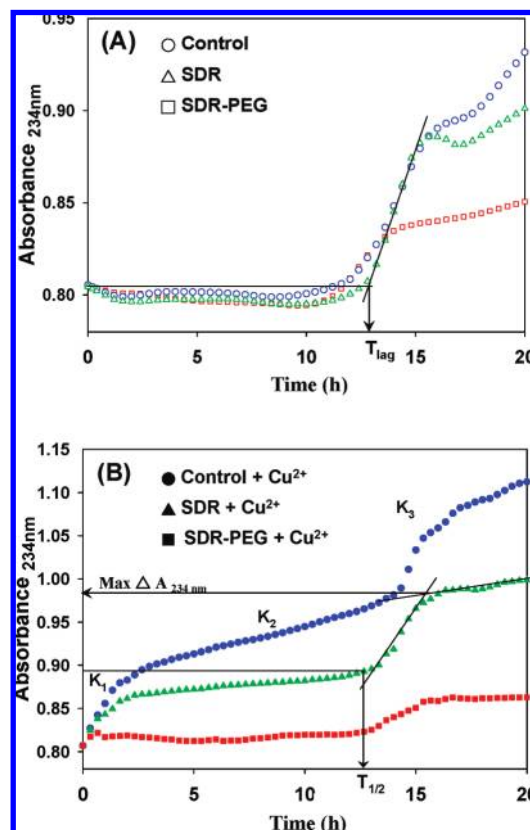 (A)
Control
SDR
SDR-PEG
Absorbance 234nm
0.95
0.90
0.85
0.80
0
5
10
15
20
Tlag
Time (h)
(B)
Control + Cu²⁺
SDR + Cu²⁺
SDR-PEG + Cu²⁺
Absorbance 234nm
1.15
1.10
1.05
1.00
0.95
0.90
0.85
0.80
K₃
Max △ A 234 nm
K₂
K₁
0
5
10
15
20
T1/2
Time (h)